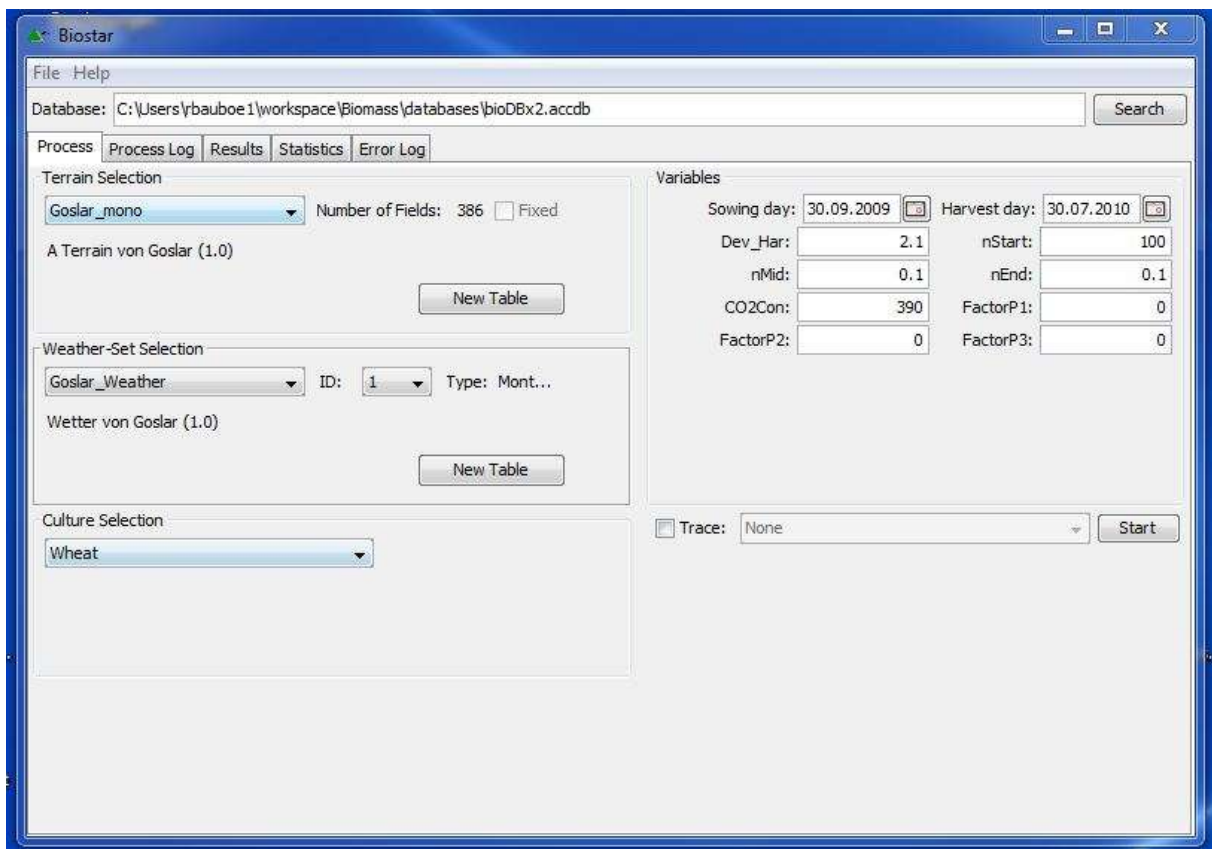 Biostar
File Help
Database: C:\Users\rbauboe1\workspace\Biomass\databases\bioDBx2.accdb Search
Process Process Log Results Statistics Error Log
Terrain Selection
Goslar_mono Number of Fields: 386 Fixed
A Terrain von Goslar (1.0)
New Table
Weather-Set Selection
Goslar_Weather ID: 1 Type: Mont...
Wetter von Goslar (1.0)
New Table
Culture Selection
Wheat
Variables
Sowing day: 30.09.2009 Harvest day: 30.07.2010
Dev_Har: 2.1 nStart: 100
nMid: 0.1 nEnd: 0.1
CO2Con: 390 FactorP1: 0
FactorP2: 0 FactorP3: 0
Trace: None Start